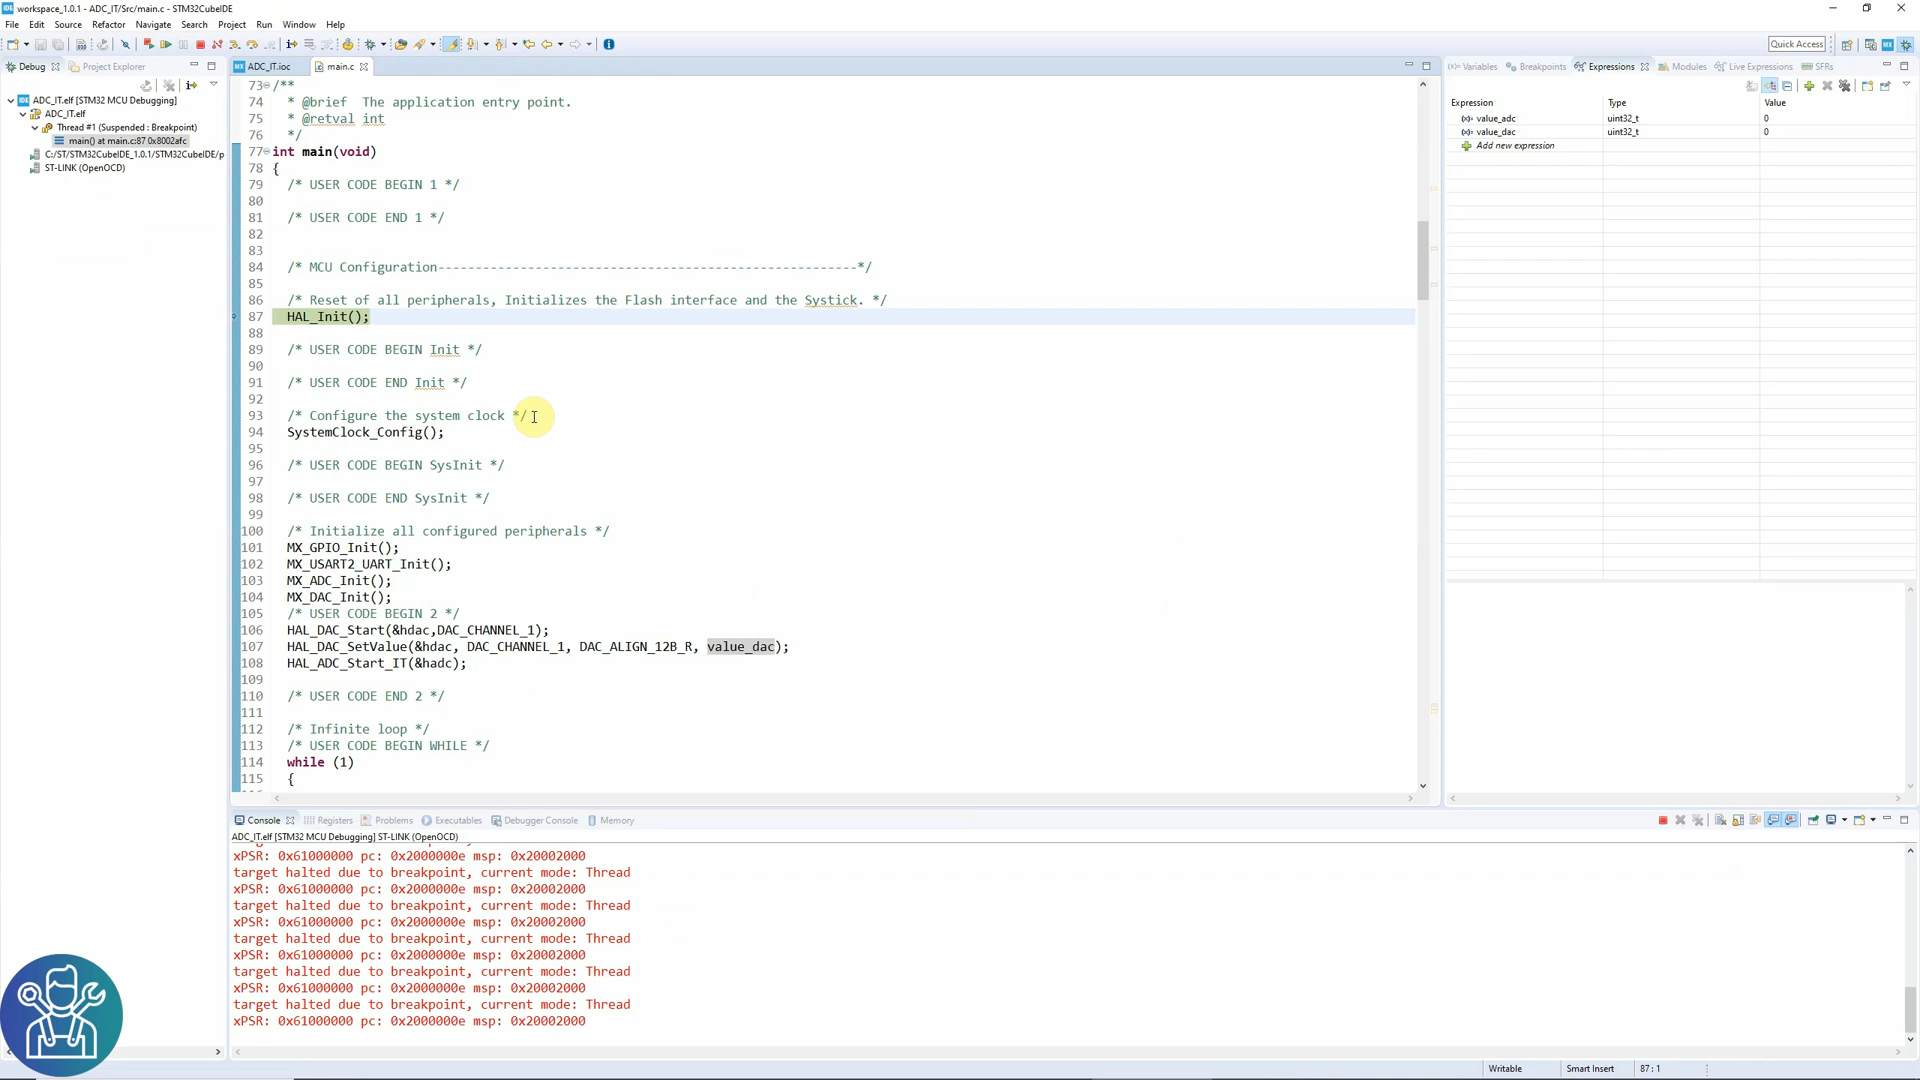 workspace_1.0.1 - ADC_IT/Src/main.c - STM32CubeIDE
File Edit Source Refactor Navigate Search Project Run Window Help
Quick Access
Debug Project Explorer
ADC_IT.elf [STM32 MCU Debugging]
ADC_IT.elf
Thread #1 (Suspended : Breakpoint)
main() at main.c:87 0x8002afc
C:/ST/STM32CubeIDE_1.0.1/STM32CubeIDE/p
ST-LINK (OpenOCD)
ADC_IT.ioc main.c
73 /**
74 * @brief The application entry point.
75 * @retval int
76 */
77 int main(void)
78 {
79 /* USER CODE BEGIN 1 */
80
81 /* USER CODE END 1 */
82
83
84 /* MCU Configuration--------------------------------------------------------*/
85
86 /* Reset of all peripherals, Initializes the Flash interface and the Systick. */
87 HAL_Init();
88
89 /* USER CODE BEGIN Init */
90
91 /* USER CODE END Init */
92
93 /* Configure the system clock */
94 SystemClock_Config();
95
96 /* USER CODE BEGIN SysInit */
97
98 /* USER CODE END SysInit */
99
100 /* Initialize all configured peripherals */
101 MX_GPIO_Init();
102 MX_USART2_UART_Init();
103 MX_ADC_Init();
104 MX_DAC_Init();
105 /* USER CODE BEGIN 2 */
106 HAL_DAC_Start(&hdac,DAC_CHANNEL_1);
107 HAL_DAC_SetValue(&hdac, DAC_CHANNEL_1, DAC_ALIGN_12B_R, value_dac);
108 HAL_ADC_Start_IT(&hadc);
109
110 /* USER CODE END 2 */
111
112 /* Infinite loop */
113 /* USER CODE BEGIN WHILE */
114 while (1)
115 {
Variables Breakpoints Expressions Modules Live Expressions SFRs
Expression Type Value
value_adc uint32_t 0
value_dac uint32_t 0
Add new expression
Console Registers Problems Executables Debugger Console Memory
ADC_IT.elf [STM32 MCU Debugging] ST-LINK (OpenOCD)
xPSR: 0x61000000 pc: 0x2000000e msp: 0x20002000
target halted due to breakpoint, current mode: Thread
xPSR: 0x61000000 pc: 0x2000000e msp: 0x20002000
target halted due to breakpoint, current mode: Thread
xPSR: 0x61000000 pc: 0x2000000e msp: 0x20002000
target halted due to breakpoint, current mode: Thread
xPSR: 0x61000000 pc: 0x2000000e msp: 0x20002000
target halted due to breakpoint, current mode: Thread
xPSR: 0x61000000 pc: 0x2000000e msp: 0x20002000
target halted due to breakpoint, current mode: Thread
xPSR: 0x61000000 pc: 0x2000000e msp: 0x20002000
Writable Smart Insert 87 : 1